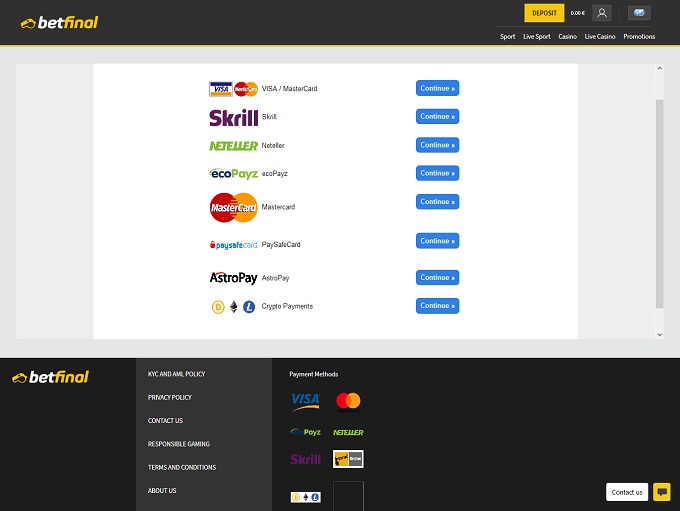 betfinal
DEPOSIT
0.00 €
Sport Live Sport Casino Live Casino Promotions
VISA MasterCard VISA / MasterCard Continue »
Skrill Skrill Continue »
NETELLER Neteller Continue »
ecoPayz ecoPayz Continue »
MasterCard Mastercard Continue »
paysafecard PaySafeCard Continue »
AstroPay AstroPay Continue »
Crypto Payments Continue »
betfinal
KYC AND AML POLICY
PRIVACY POLICY
CONTACT US
RESPONSIBLE GAMING
TERMS AND CONDITIONS
ABOUT US
Payment Methods
VISA
ecoPayz NETELLER
Skrill
Contact us